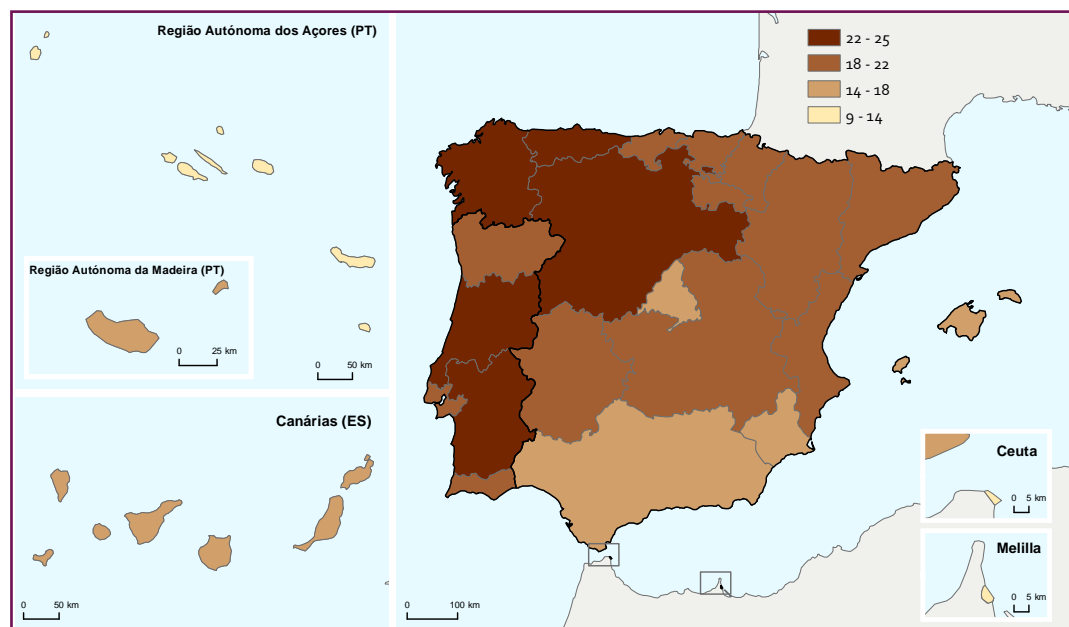 Região Autónoma dos Açores (PT)
22 - 25
18 - 22
14 - 18
9 - 14
Região Autónoma da Madeira (PT)
0 25 km
0 50 km
Canárias (ES)
0 50 km
0 100 km
Ceuta
0 5 km
Melilla
0 5 km